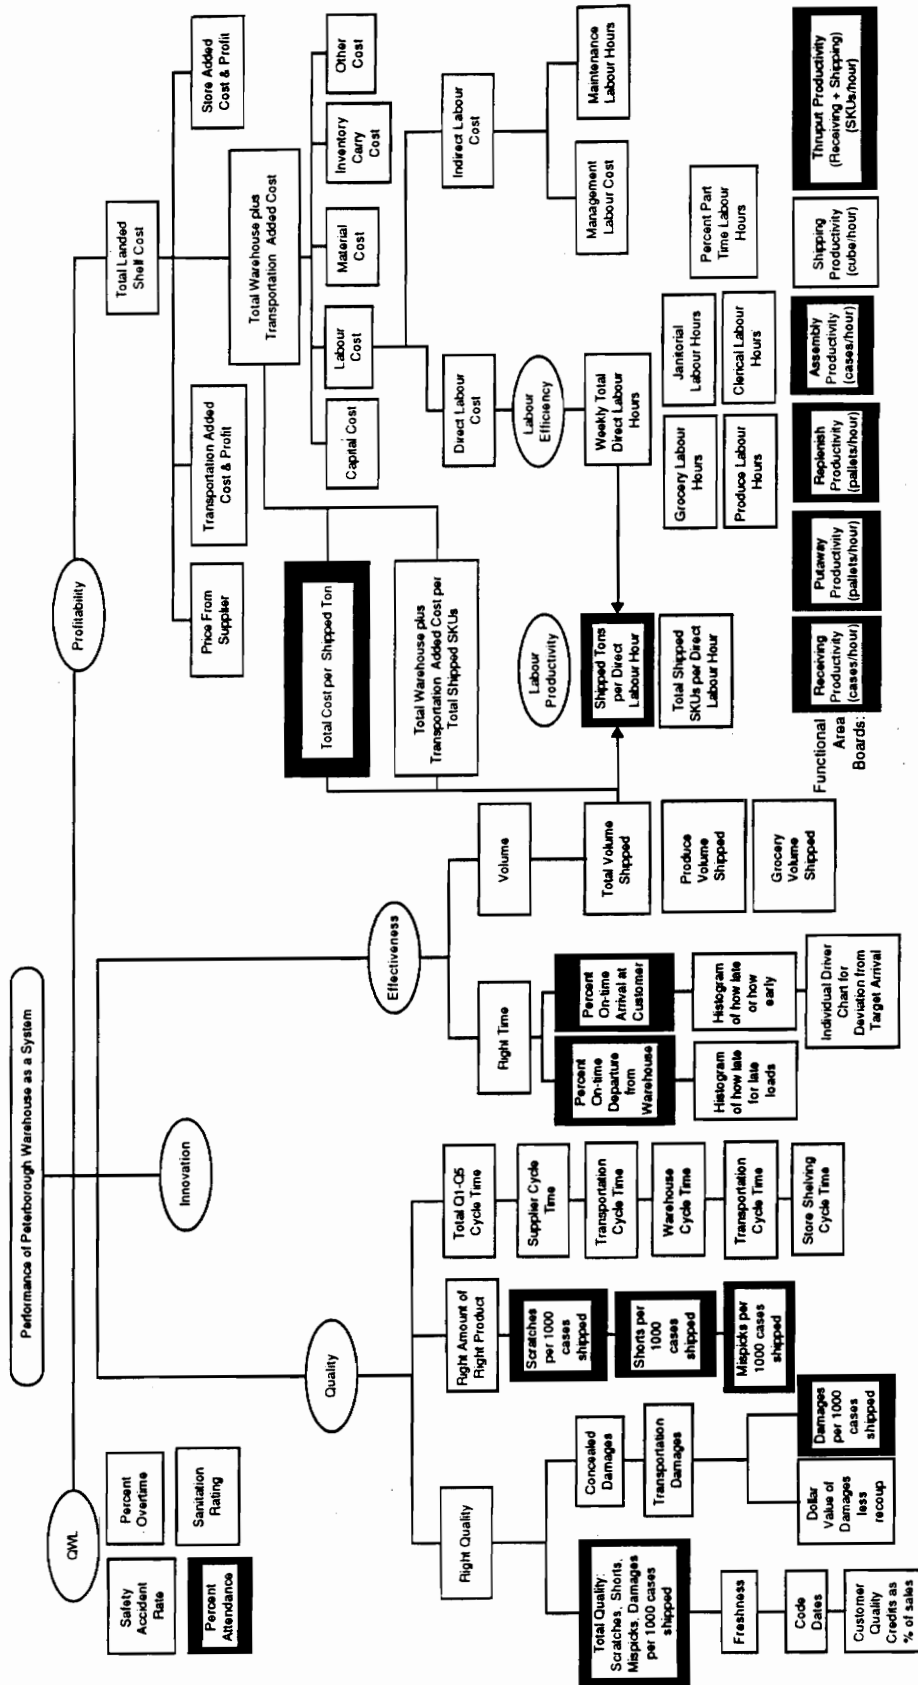 Performance of Peterborough Warehouse as a System
QWL
Safety
Accident
Rate
Percent
Overtime
Percent
Attendance
Sanitation
Rating
Innovation
Profitability
Quality
Effectiveness
Right Quality
Total Quality:
Scratches, Shorts,
Mispicks, Damages
per 1000 cases
shipped
Freshness
Code
Dates
Customer
Quality
Credits as
% of sales
Concealed
Damages
Transportation
Damages
Dollar
Value of
Damages
less
recoup
Damages
per 1000
cases
shipped
Right Amount of
Right Product
Scratches
per 1000
cases
shipped
Shorts per
1000
cases
shipped
Mispicks per
1000 cases
shipped
Total Q1-Q5
Cycle Time
Supplier Cycle
Time
Transportation
Cycle Time
Warehouse
Cycle Time
Transportation
Cycle Time
Store Shelving
Cycle Time
Right Time
Percent
On-time
Departure
from
Warehouse
Histogram
of how late
for late
loads
Percent
On-time
Arrival at
Customer
Histogram
of how late
or how
early
Individual Driver
Chart for
Deviation from
Target Arrival
Volume
Total Volume
Shipped
Produce
Volume
Shipped
Grocery
Volume
Shipped
Total Landed
Shelf Cost
Price From
Supplier
Transportation Added
Cost & Profit
Store Added
Cost & Profit
Total Warehouse plus
Transportation Added Cost
Total Cost per Shipped Ton
Total Warehouse plus
Transportation Added Cost per
Total Shipped SKUs
Capital Cost
Labour
Cost
Material
Cost
Inventory
Carry
Cost
Other
Cost
Direct Labour
Cost
Indirect Labour
Cost
Labour
Efficiency
Management
Labour Cost
Maintenance
Labour Hours
Labour
Productivity
Shipped Tons
per Direct
Labour Hour
Total Shipped
SKUs per Direct
Labour Hour
Weekly Total
Direct Labour
Hours
Grocery Labour
Hours
Janitorial
Labour Hours
Percent Part
Time Labour
Hours
Produce Labour
Hours
Clerical Labour
Hours
Functional
Area
Boards:
Receiving
Productivity
(cases/hour)
Putaway
Productivity
(pallets/hour)
Replenish
Productivity
(pallets/hour)
Assembly
Productivity
(cases/hour)
Shipping
Productivity
(cube/hour)
Thruput Productivity
(Receiving + Shipping)
(SKUs/hour)